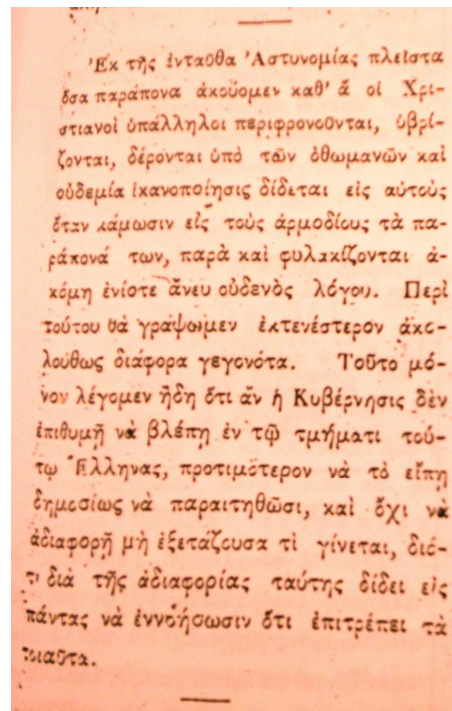 Ἐκ τῆς ἐνταῦθα Ἀστυνομίας πλεῖστα
ὅσα παράπονα ἀκούομεν καθ' ἃ οἱ Χρι-
στιανοὶ ὑπάλληλοι περιφρονοῦνται, ὑβρί-
ζονται, δέρονται ὑπὸ τῶν ὀθωμανῶν καὶ
οὐδεμία ἱκανοποίησις δίδεται εἰς αὐτοὺς
ὅταν κάμωσιν εἰς τοὺς ἁρμοδίους τὰ πα-
ράπονά των, παρὰ καὶ φυλακίζονται ἀ-
κόμη ἐνίοτε ἄνευ οὐδενὸς λόγου. Περὶ
τούτου θὰ γράψωμεν ἐκτενέστερον ἀκο-
λούθως διάφορα γεγονότα. Τοῦτο μό-
νον λέγομεν ἤδη ὅτι ἂν ἡ Κυβέρνησις δὲν
ἐπιθυμῇ νὰ βλέπῃ ἐν τῷ τμήματι τού-
τῳ Ἕλληνας, προτιμότερον νὰ τὸ εἴπῃ
δημοσίως νὰ παραιτηθῶσι, καὶ ὄχι νὰ
ἀδιαφορῇ μὴ ἐξετάζουσα τὶ γίνεται, διό-
τι διὰ τῆς ἀδιαφορίας ταύτης δίδει εἰς
πάντας νὰ ἐννοήσωσιν ὅτι ἐπιτρέπει τὰ
τοιαῦτα.